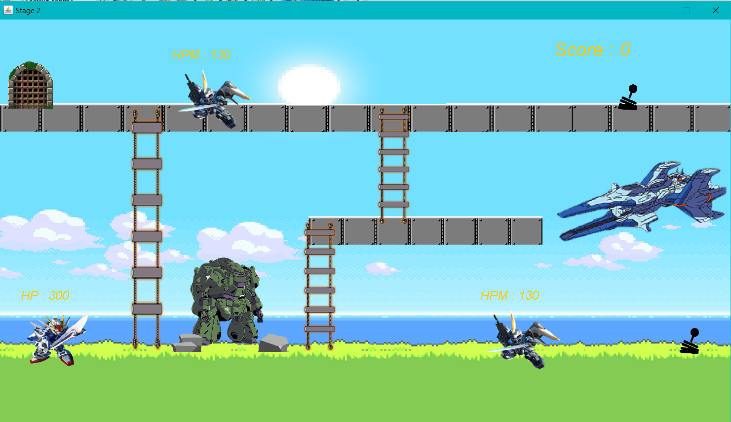 Stage 2
HPM : 130
Score : 0
HP : 300
HPM : 130